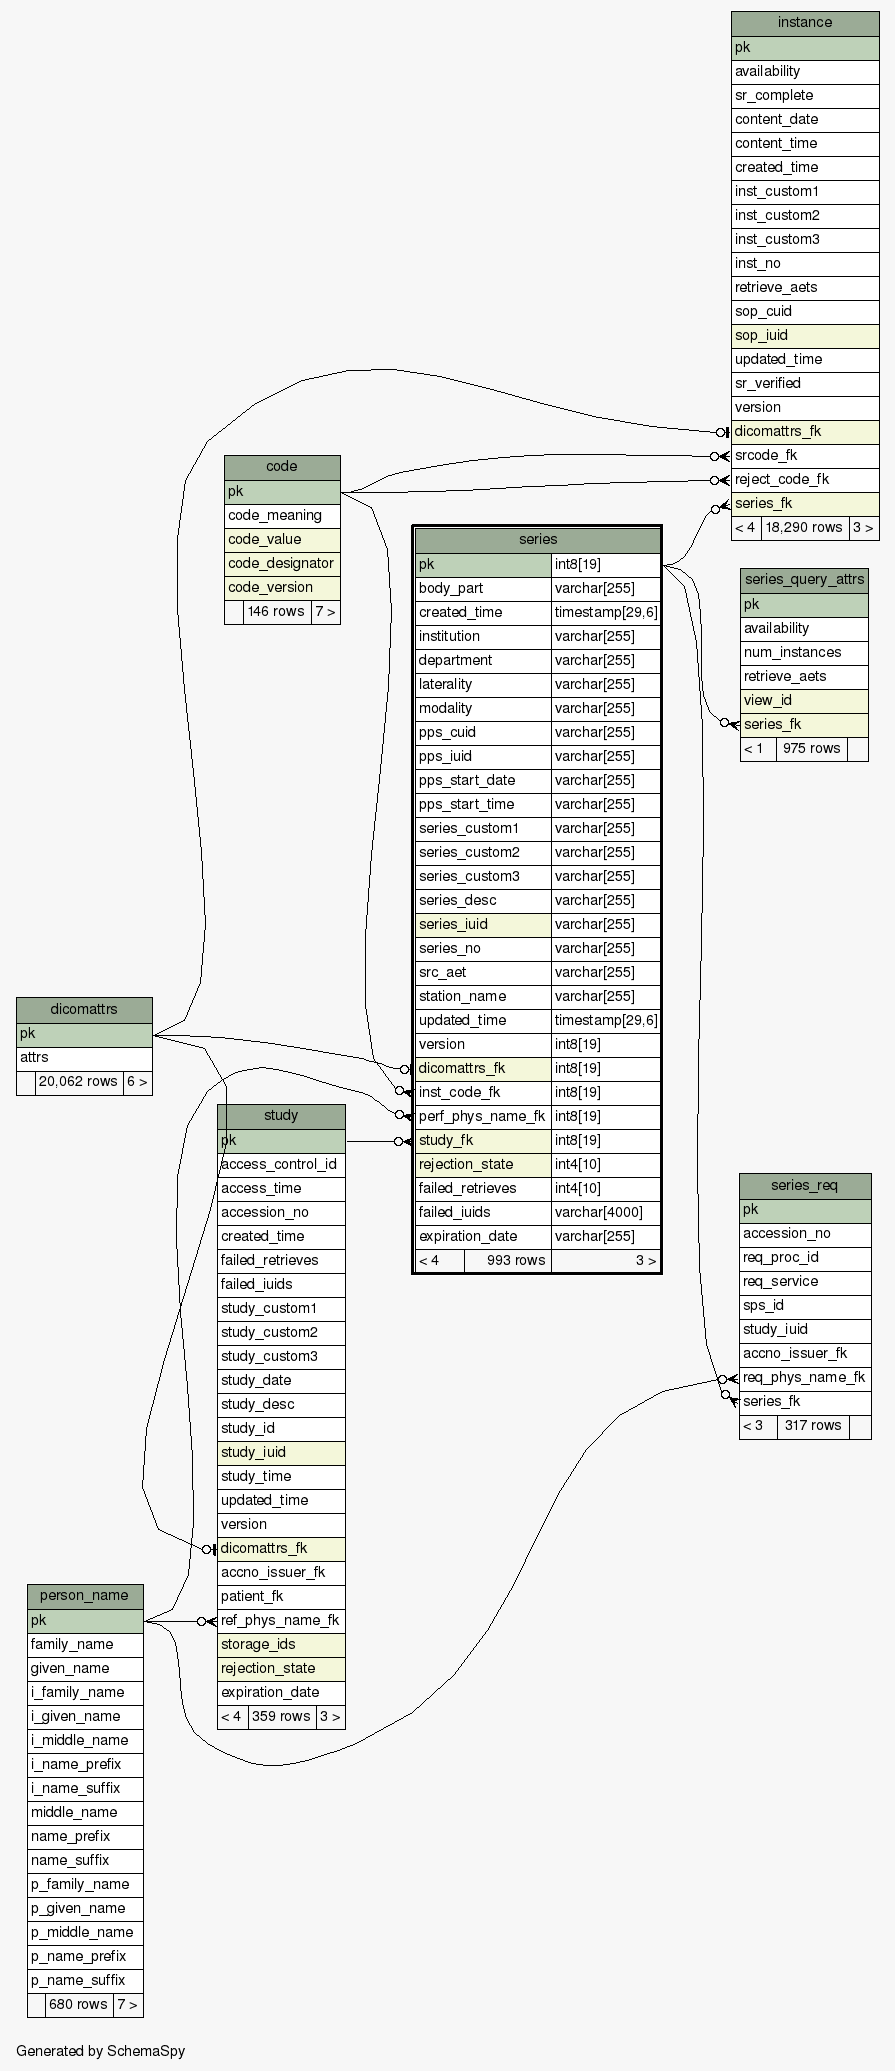 instance
pk
availability
sr_complete
content_date
content_time
created_time
inst_custom1
inst_custom2
inst_custom3
inst_no
retrieve_aets
sop_cuid
sop_iuid
updated_time
sr_verified
version
dicomattrs_fk
srcode_fk
reject_code_fk
series_fk
< 4 18,290 rows 3 >
code
pk
code_meaning
code_value
code_designator
code_version
146 rows 7 >
series
pk int8[19]
body_part varchar[255]
created_time timestamp[29,6]
institution varchar[255]
department varchar[255]
laterality varchar[255]
modality varchar[255]
pps_cuid varchar[255]
pps_iuid varchar[255]
pps_start_date varchar[255]
pps_start_time varchar[255]
series_custom1 varchar[255]
series_custom2 varchar[255]
series_custom3 varchar[255]
series_desc varchar[255]
series_iuid varchar[255]
series_no varchar[255]
src_aet varchar[255]
station_name varchar[255]
updated_time timestamp[29,6]
version int8[19]
dicomattrs_fk int8[19]
inst_code_fk int8[19]
perf_phys_name_fk int8[19]
study_fk int8[19]
rejection_state int4[10]
failed_retrieves int4[10]
failed_iuids varchar[4000]
expiration_date varchar[255]
< 4 993 rows 3 >
series_query_attrs
pk
availability
num_instances
retrieve_aets
view_id
series_fk
< 1 975 rows
dicomattrs
pk
attrs
20,062 rows 6 >
study
pk
access_control_id
access_time
accession_no
created_time
failed_retrieves
failed_iuids
study_custom1
study_custom2
study_custom3
study_date
study_desc
study_id
study_iuid
study_time
updated_time
version
dicomattrs_fk
accno_issuer_fk
patient_fk
ref_phys_name_fk
storage_ids
rejection_state
expiration_date
< 4 359 rows 3 >
series_req
pk
accession_no
req_proc_id
req_service
sps_id
study_iuid
accno_issuer_fk
req_phys_name_fk
series_fk
< 3 317 rows
person_name
pk
family_name
given_name
i_family_name
i_given_name
i_middle_name
i_name_prefix
i_name_suffix
middle_name
name_prefix
name_suffix
p_family_name
p_given_name
p_middle_name
p_name_prefix
p_name_suffix
680 rows 7 >
Generated by SchemaSpy